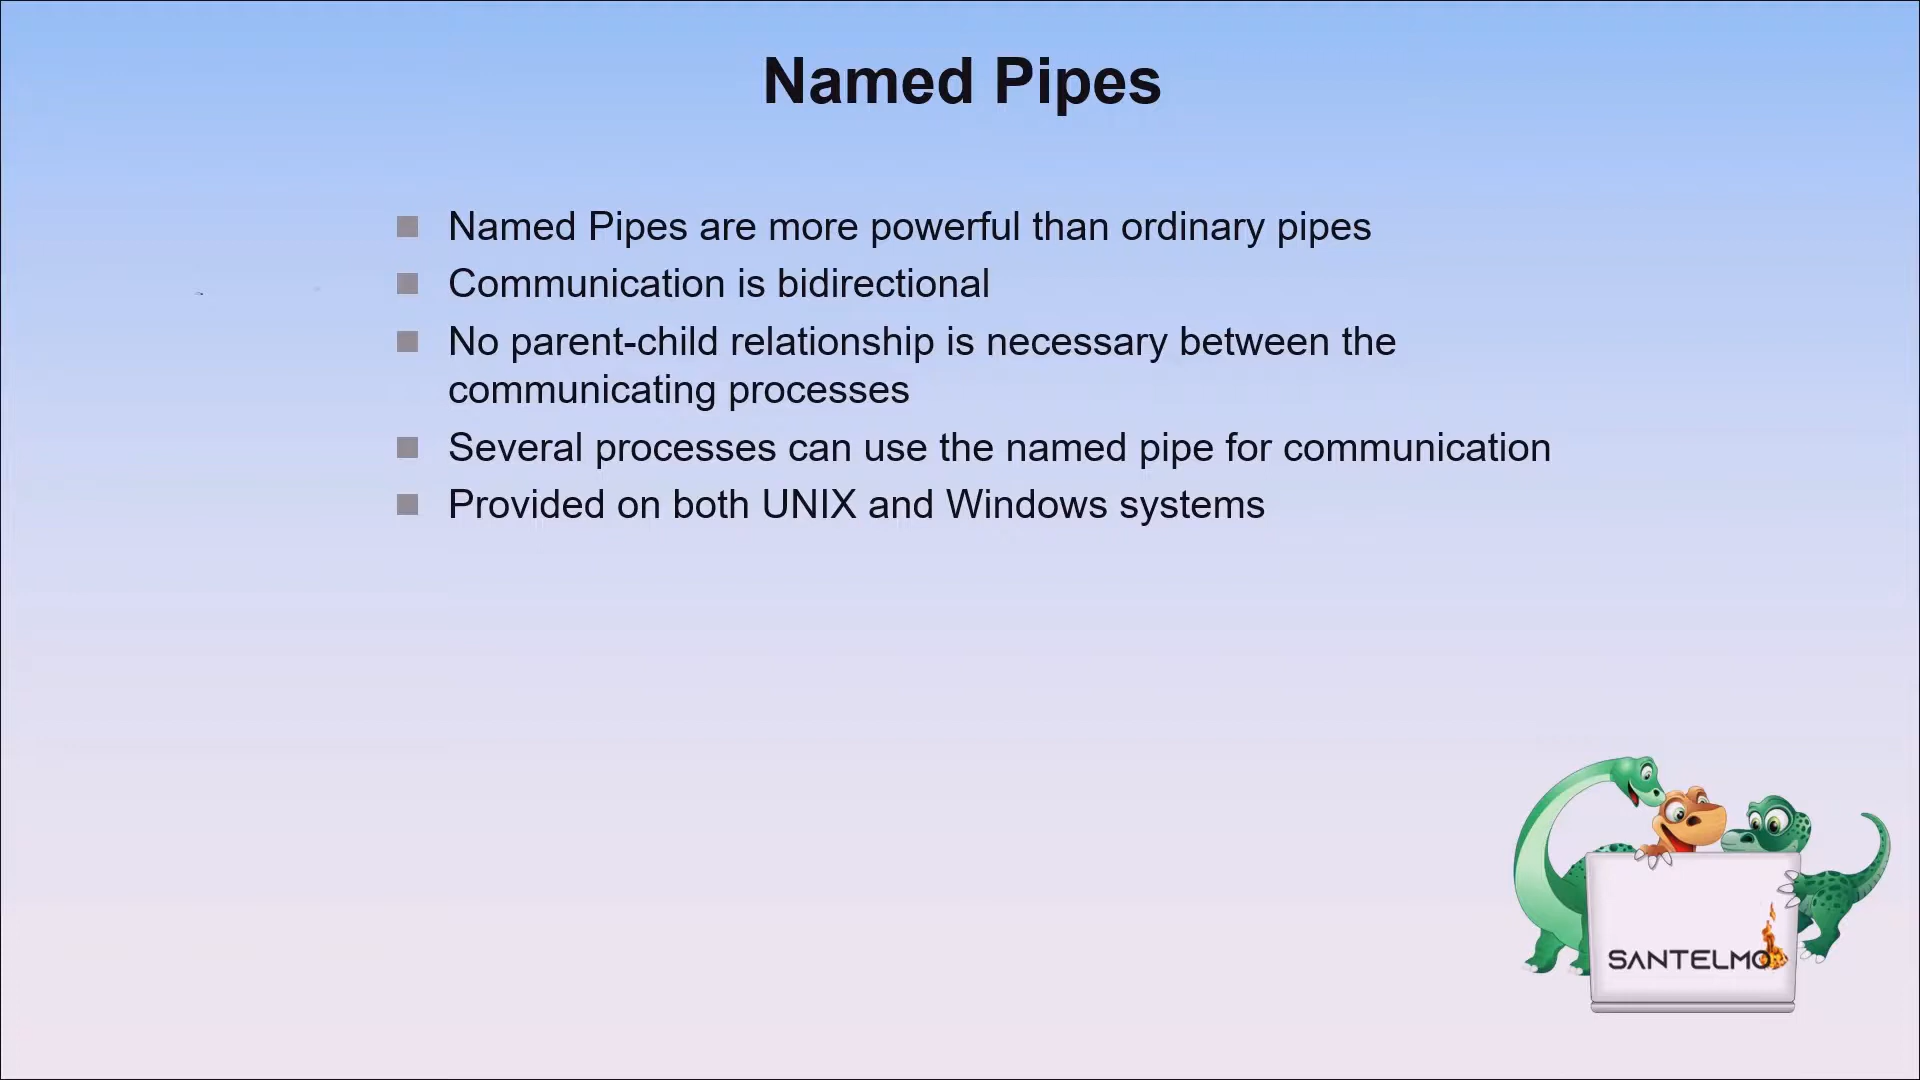 Named Pipes
Named Pipes are more powerful than ordinary pipes
Communication is bidirectional
No parent-child relationship is necessary between the
communicating processes
Several processes can use the named pipe for communication
Provided on both UNIX and Windows systems
SANTELMO